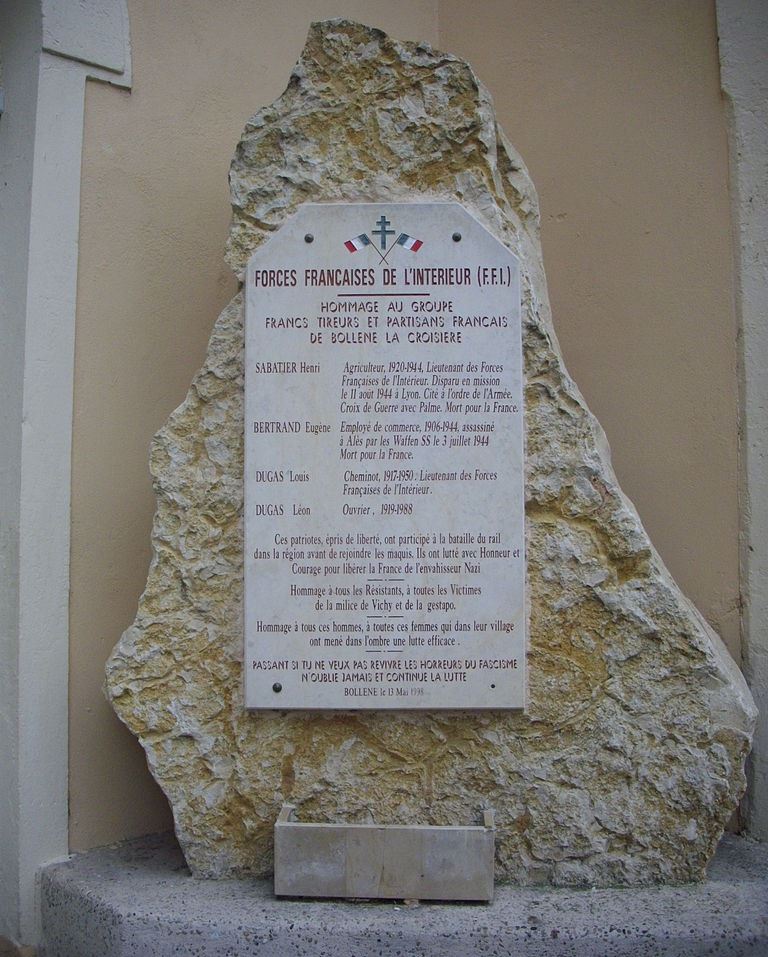 FORCES FRANCAISES DE L'INTERIEUR (F.F.I.)
HOMMAGE AU GROUPE
FRANCS TIREURS ET PARTISANS FRANCAIS
DE BOLLENE LA CROISIERE
SABATIER Henri Agriculteur, 1920-1944, Lieutenant des Forces
Françaises de l'Intérieur. Disparu en mission
le 11 août 1944 à Lyon. Cité à l'ordre de l'Armée.
Croix de Guerre avec Palme. Mort pour la France.
BERTRAND Eugène Employé de commerce, 1906-1944, assassiné
à Alès par les Waffen SS le 3 juillet 1944
Mort pour la France.
DUGAS Louis Cheminot, 1917-1950. Lieutenant des Forces
Françaises de l'Intérieur.
DUGAS Léon Ouvrier, 1919-1988
Ces patriotes, épris de liberté, ont participé à la bataille du rail
dans la région avant de rejoindre les maquis. Ils ont lutté avec Honneur et
Courage pour libérer la France de l'envahisseur Nazi
Hommage à tous les Résistants, à toutes les Victimes
de la milice de Vichy et de la gestapo.
Hommage à tous ces hommes, à toutes ces femmes qui dans leur village
ont mené dans l'ombre une lutte efficace.
PASSANT SI TU NE VEUX PAS REVIVRE LES HORREURS DU FASCISME
N'OUBLIE JAMAIS ET CONTINUE LA LUTTE
BOLLENE le 13 Mai 1998